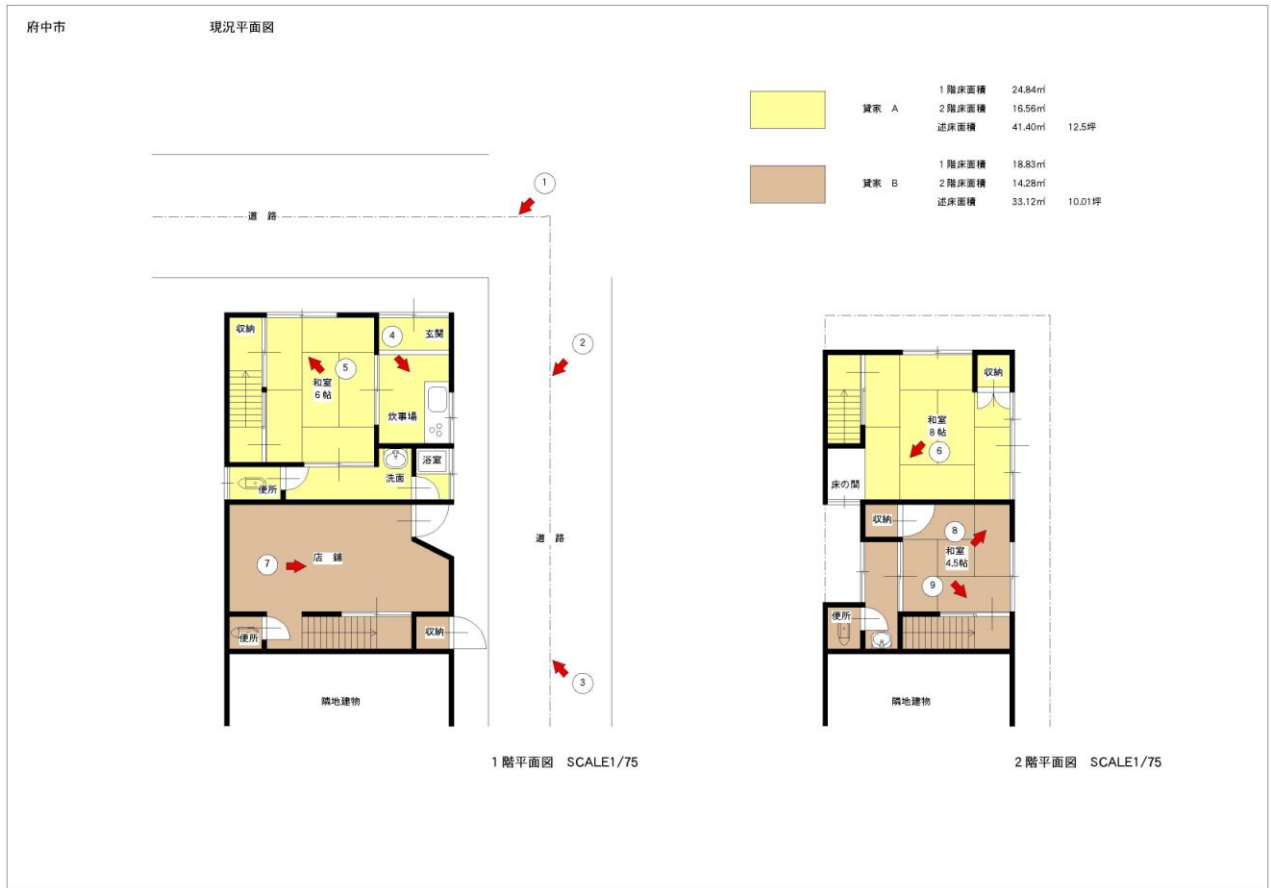 府中市 現況平面図
貸家 A
1階床面積 24.84㎡
2階床面積 16.56㎡
述床面積 41.40㎡ 12.5坪
貸家 B
1階床面積 18.83㎡
2階床面積 14.28㎡
述床面積 33.12㎡ 10.01坪
1
道 路
2
収納
4
玄関
5
和室
6帖
炊事場
浴室
洗面
便所
道 路
7
店 鋪
便所
収納
3
隣地建物
1階平面図 SCALE1/75
収納
和室
8帖
6
床の間
収納
8
和室
4.5帖
9
便所
隣地建物
2階平面図 SCALE1/75